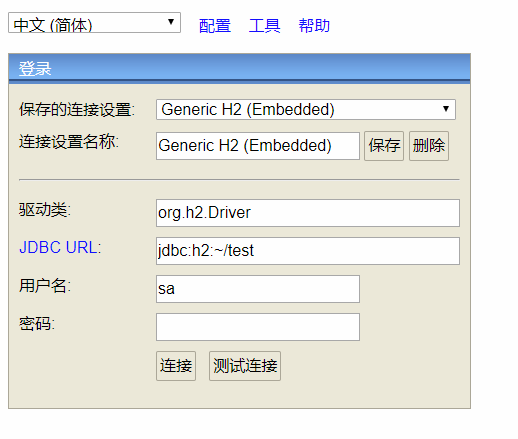 中文 (简体) 配置 工具 帮助
登录
保存的连接设置: Generic H2 (Embedded)
连接设置名称: Generic H2 (Embedded) 保存 删除
驱动类: org.h2.Driver
JDBC URL: jdbc:h2:~/test
用户名: sa
密码:
连接 测试连接